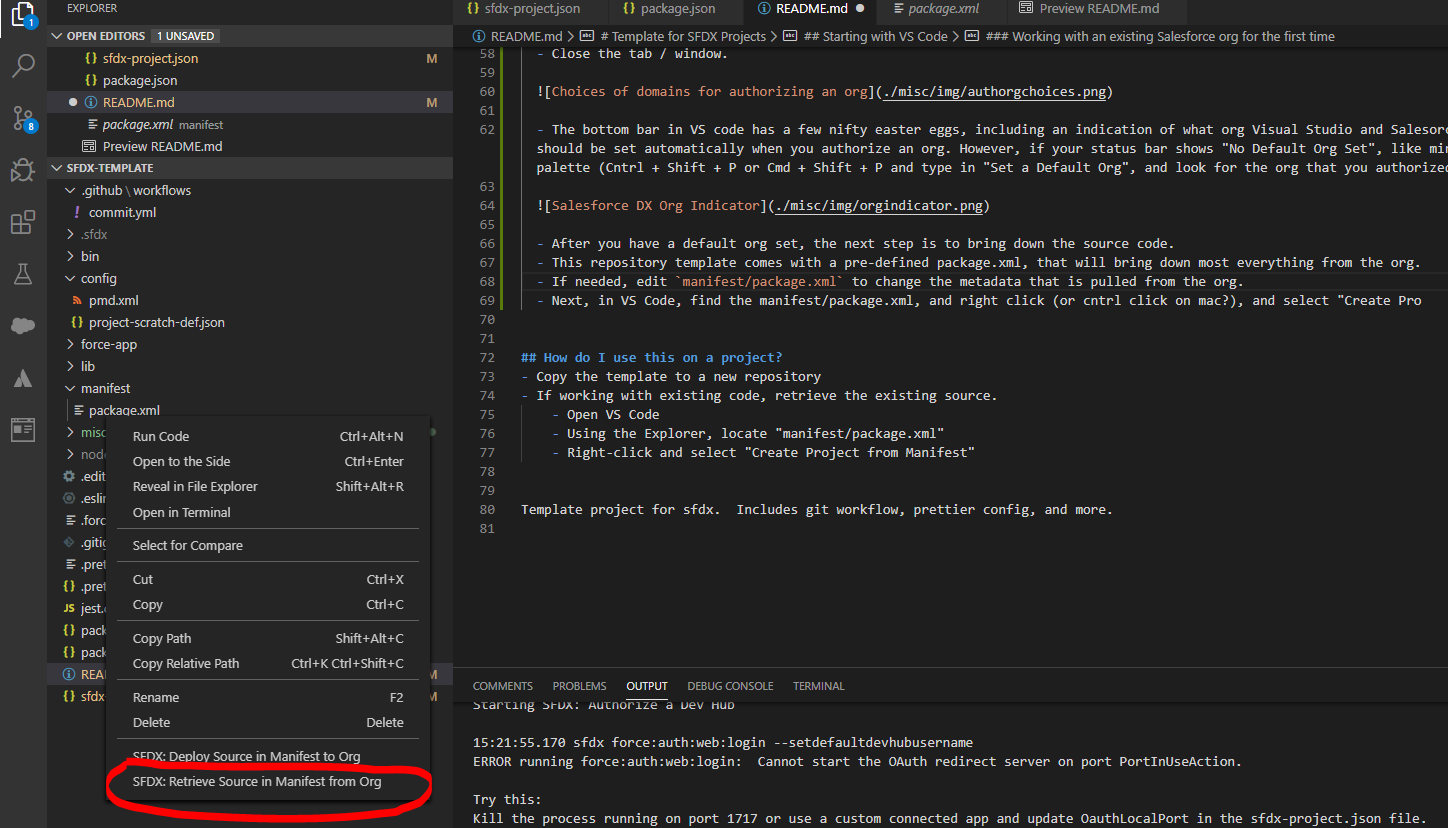 EXPLORER
1
OPEN EDITORS 1 UNSAVED
{} sfdx-project.json M
{} package.json
README.md M
package.xml manifest
Preview README.md
8
SFDX-TEMPLATE
.github \ workflows
! commit.yml
.sfdx
bin
config
pmd.xml
{} project-scratch-def.json
force-app
lib
manifest
package.xml
misc
node
.edit
.eslin
.forc
.gitig
.pret
{} .pret
JS jest.c
{} pack
{} pack
REA M
{} sfdx M
Run Code Ctrl+Alt+N
Open to the Side Ctrl+Enter
Reveal in File Explorer Shift+Alt+R
Open in Terminal
Select for Compare
Cut Ctrl+X
Copy Ctrl+C
Copy Path Shift+Alt+C
Copy Relative Path Ctrl+K Ctrl+Shift+C
Rename F2
Delete Delete
SFDX: Deploy Source in Manifest to Org
SFDX: Retrieve Source in Manifest from Org
{} sfdx-project.json {} package.json README.md package.xml Preview README.md
README.md > # Template for SFDX Projects > ## Starting with VS Code > ### Working with an existing Salesforce org for the first time
58 - Close the tab / window.
59
60 ![Choices of domains for authorizing an org](./misc/img/authorgchoices.png)
61
62 - The bottom bar in VS code has a few nifty easter eggs, including an indication of what org Visual Studio and Salesorc
should be set automatically when you authorize an org. However, if your status bar shows "No Default Org Set", like min
palette (Cntrl + Shift + P or Cmd + Shift + P and type in "Set a Default Org", and look for the org that you authorized
63
64 ![Salesforce DX Org Indicator](./misc/img/orgindicator.png)
65
66 - After you have a default org set, the next step is to bring down the source code.
67 - This repository template comes with a pre-defined package.xml, that will bring down most everything from the org.
68 - If needed, edit `manifest/package.xml` to change the metadata that is pulled from the org.
69 - Next, in VS Code, find the manifest/package.xml, and right click (or cntrl click on mac?), and select "Create Pro
70
71
72 ## How do I use this on a project?
73 - Copy the template to a new repository
74 - If working with existing code, retrieve the existing source.
75 - Open VS Code
76 - Using the Explorer, locate "manifest/package.xml"
77 - Right-click and select "Create Project from Manifest"
78
79
80 Template project for sfdx.  Includes git workflow, prettier config, and more.
81
COMMENTS PROBLEMS OUTPUT DEBUG CONSOLE TERMINAL
Starting SFDX: Authorize a Dev Hub
15:21:55.170 sfdx force:auth:web:login --setdefaultdevhubusername
ERROR running force:auth:web:login:  Cannot start the OAuth redirect server on port PortInUseAction.
Try this:
Kill the process running on port 1717 or use a custom connected app and update OauthLocalPort in the sfdx-project.json file.